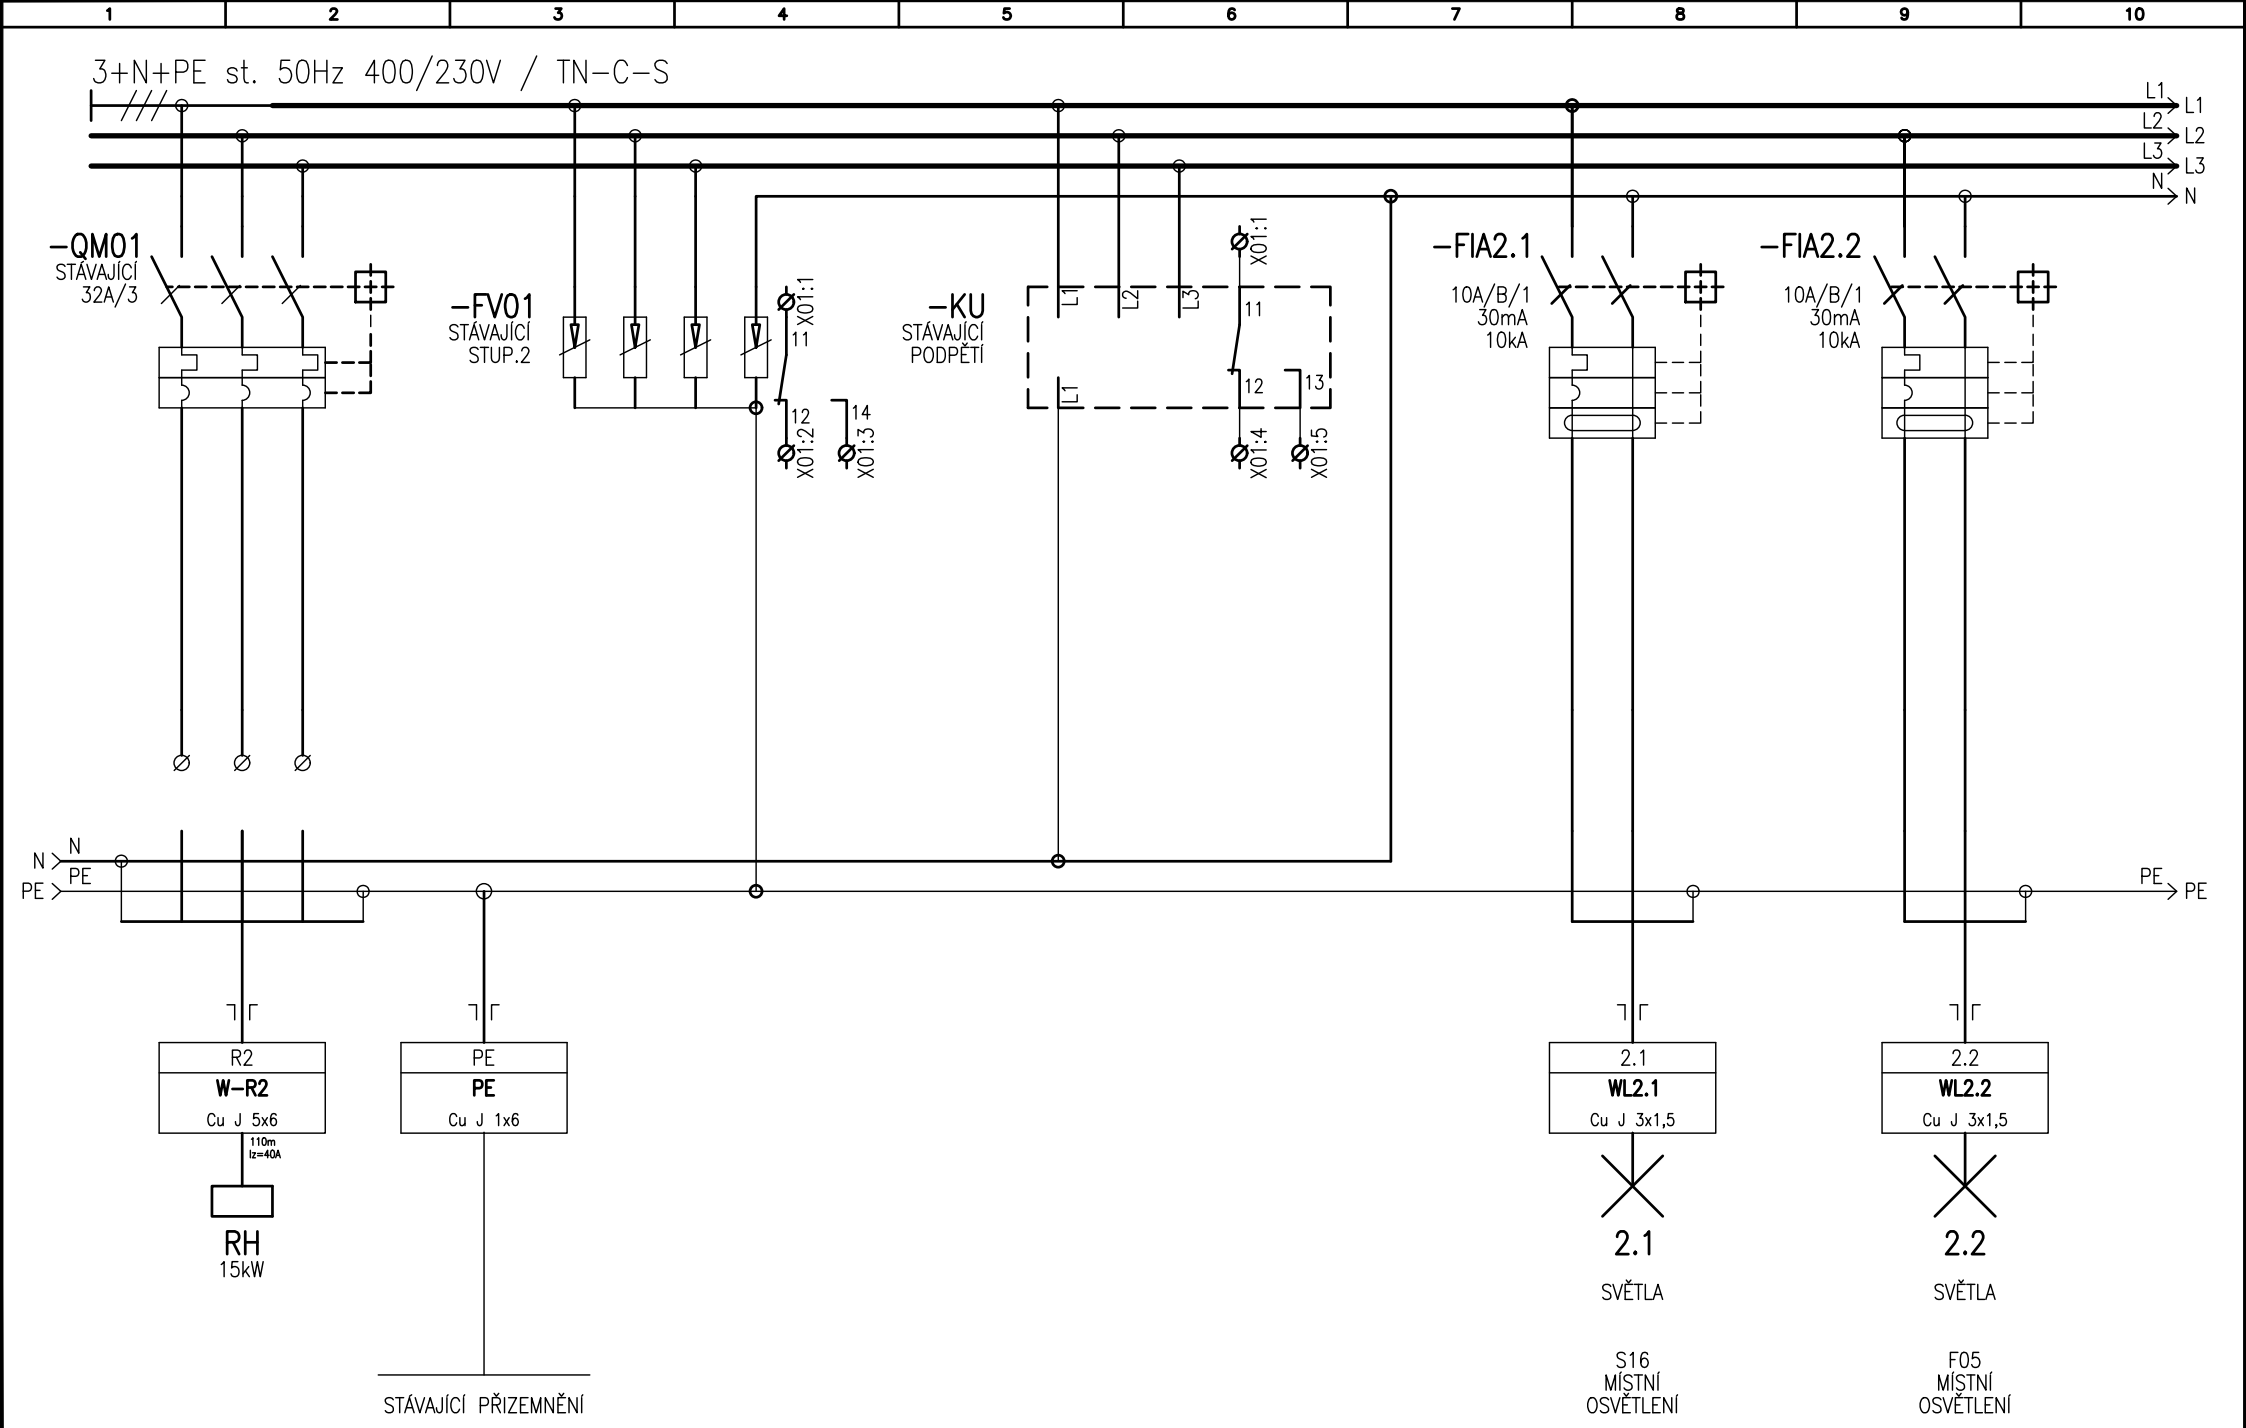 1 2 3 4 5 6 7 8 9 10
3+N+PE st. 50Hz 400/230V / TN-C-S
L1 L1
L2 L2
L3 L3
N N
-QM01
STÁVAJÍCÍ
32A/3
-FV01
STÁVAJÍCÍ
STUP.2
X01:1
11
12
X01:2
14
X01:3
-KU
STÁVAJÍCÍ
PODPĚTÍ
L1
L2
L3
L1
X01:1
11
12
13
X01:4
X01:5
-FIA2.1
10A/B/1
30mA
10kA
-FIA2.2
10A/B/1
30mA
10kA
N N
PE PE
PE PE
R2
W-R2
Cu J 5x6
110m
Iz=40A
RH
15kW
PE
PE
Cu J 1x6
STÁVAJÍCÍ PŘIZEMNĚNÍ
2.1
WL2.1
Cu J 3x1,5
2.1
SVĚTLA
S16
MÍSTNÍ
OSVĚTLENÍ
2.2
WL2.2
Cu J 3x1,5
2.2
SVĚTLA
F05
MÍSTNÍ
OSVĚTLENÍ